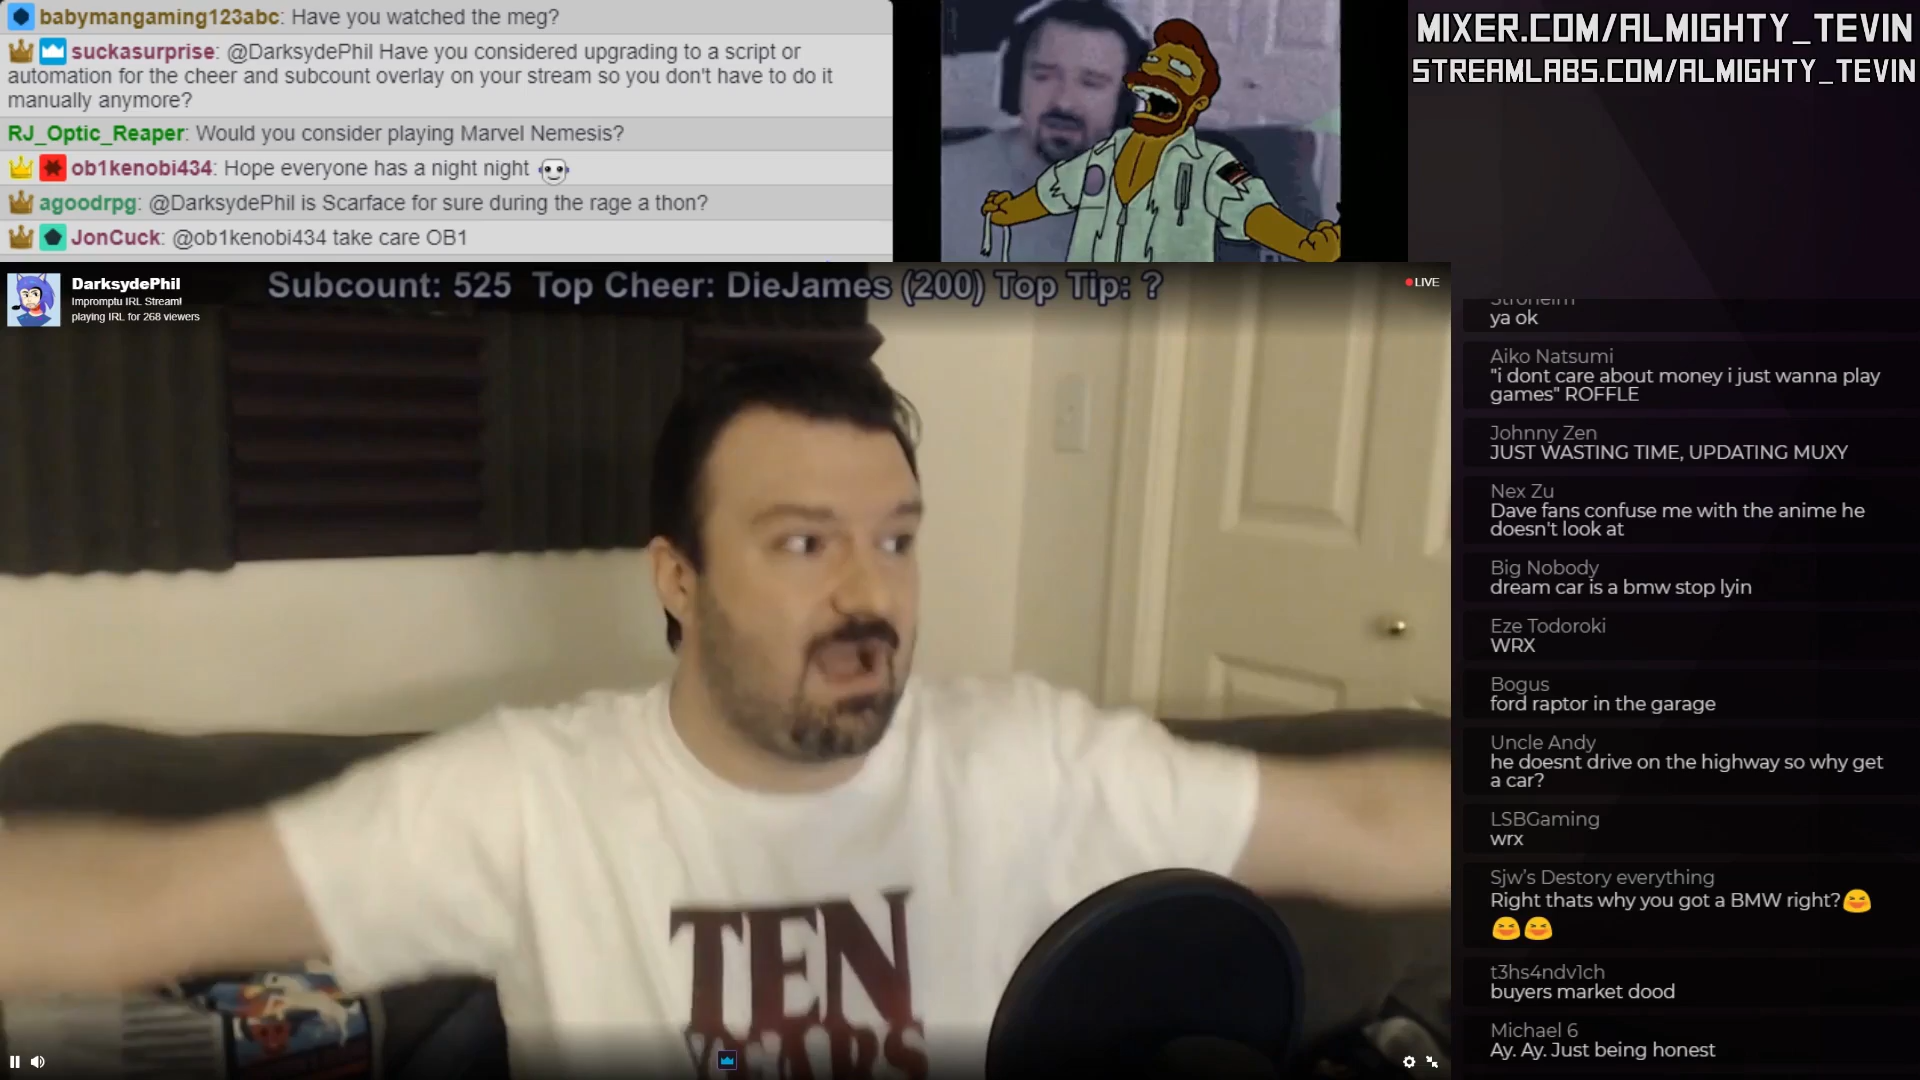 babymangaming123abc: Have you watched the meg?
suckasurprise: @DarksydePhil Have you considered upgrading to a script or
automation for the cheer and subcount overlay on your stream so you don't have to do it
manually anymore?
RJ_Optic_Reaper: Would you consider playing Marvel Nemesis?
ob1kenobi434: Hope everyone has a night night
agoodrpg: @DarksydePhil is Scarface for sure during the rage a thon?
JonCuck: @ob1kenobi434 take care OB1
MIXER.COM/ALMIGHTY_TEVIN
STREAMLABS.COM/ALMIGHTY_TEVIN
DarksydePhil
Impromptu IRL Stream!
playing IRL for 268 viewers
Subcount: 525 Top Cheer: DieJames (200) Top Tip: ?
LIVE
TEN
YEARS
Stroheim
ya ok
Aiko Natsumi
"i dont care about money i just wanna play
games" ROFFLE
Johnny Zen
JUST WASTING TIME, UPDATING MUXY
Nex Zu
Dave fans confuse me with the anime he
doesn't look at
Big Nobody
dream car is a bmw stop lyin
Eze Todoroki
WRX
Bogus
ford raptor in the garage
Uncle Andy
he doesnt drive on the highway so why get
a car?
LSBGaming
wrx
Sjw's Destory everything
Right thats why you got a BMW right?😆
😆😆
t3hs4ndv1ch
buyers market dood
Michael 6
Ay. Ay. Just being honest